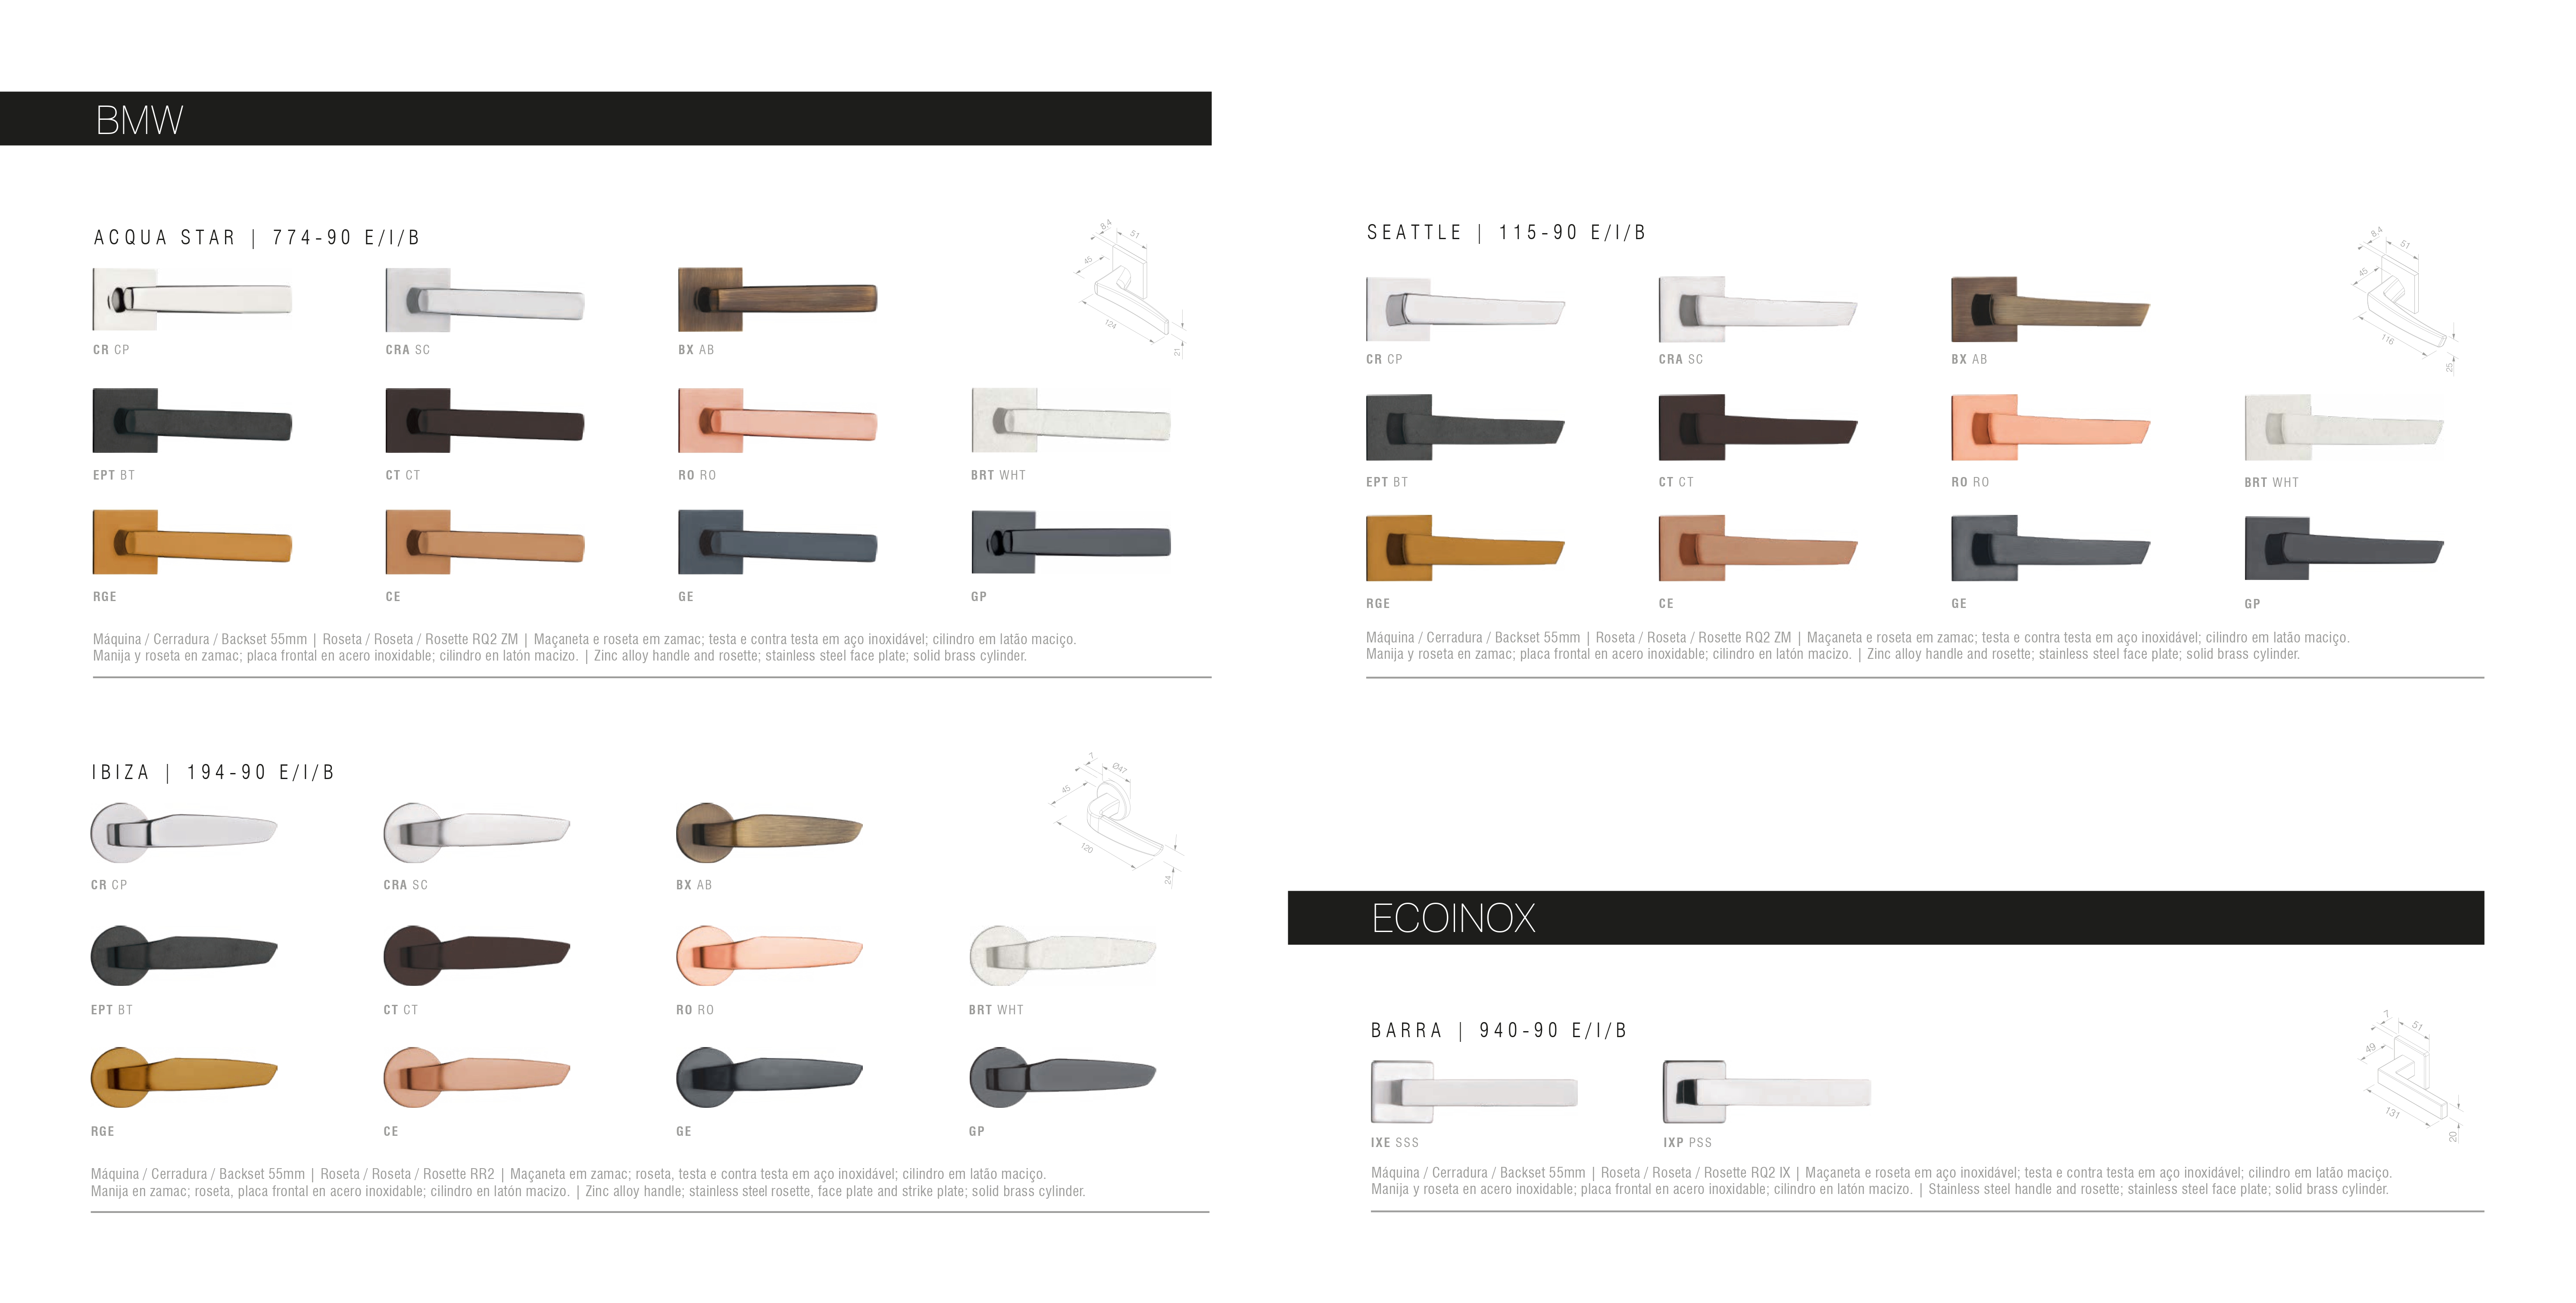 BMW
ACQUA STAR | 774-90 E/I/B
8,4
51
45
124
21
CR CP
CRA SC
BX AB
EPT BT
CT CT
RO RO
BRT WHT
RGE
CE
GE
GP
Máquina / Cerradura / Backset 55mm | Roseta / Roseta / Rosette RQ2 ZM | Maçaneta e roseta em zamac; testa e contra testa em aço inoxidável; cilindro em latão maciço.
Manija y roseta en zamac; placa frontal en acero inoxidable; cilindro en latón macizo. | Zinc alloy handle and rosette; stainless steel face plate; solid brass cylinder.
IBIZA | 194-90 E/I/B
7
Ø47
45
120
24
CR CP
CRA SC
BX AB
EPT BT
CT CT
RO RO
BRT WHT
RGE
CE
GE
GP
Máquina / Cerradura / Backset 55mm | Roseta / Roseta / Rosette RR2 | Maçaneta em zamac; roseta, testa e contra testa em aço inoxidável; cilindro em latão maciço.
Manija en zamac; roseta, placa frontal en acero inoxidable; cilindro en latón macizo. | Zinc alloy handle; stainless steel rosette, face plate and strike plate; solid brass cylinder.
SEATTLE | 115-90 E/I/B
8,4
51
45
116
25
CR CP
CRA SC
BX AB
EPT BT
CT CT
RO RO
BRT WHT
RGE
CE
GE
GP
Máquina / Cerradura / Backset 55mm | Roseta / Roseta / Rosette RQ2 ZM | Maçaneta e roseta em zamac; testa e contra testa em aço inoxidável; cilindro em latão maciço.
Manija y roseta en zamac; placa frontal en acero inoxidable; cilindro en latón macizo. | Zinc alloy handle and rosette; stainless steel face plate; solid brass cylinder.
ECOINOX
BARRA | 940-90 E/I/B
7
51
49
131
20
IXE SSS
IXP PSS
Máquina / Cerradura / Backset 55mm | Roseta / Roseta / Rosette RQ2 IX | Maçaneta e roseta em aço inoxidável; testa e contra testa em aço inoxidável; cilindro em latão maciço.
Manija y roseta en acero inoxidable; placa frontal en acero inoxidable; cilindro en latón macizo. | Stainless steel handle and rosette; stainless steel face plate; solid brass cylinder.